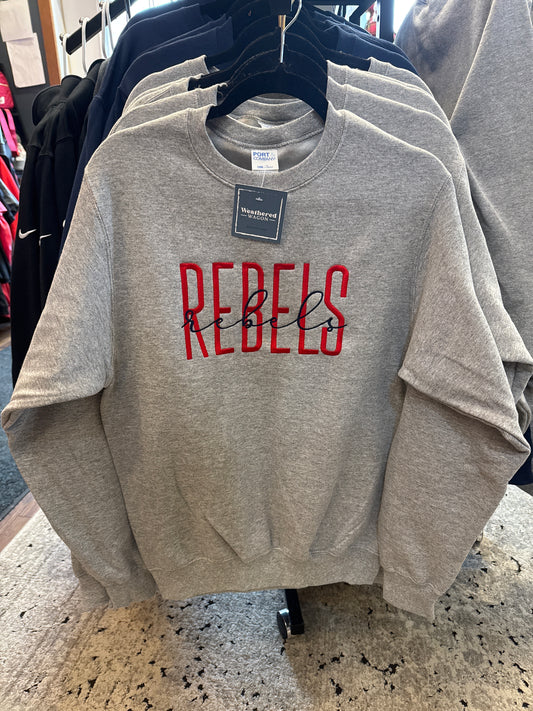 PORT &
COMPANY
Weathered
WAGON
REBELS
rebels